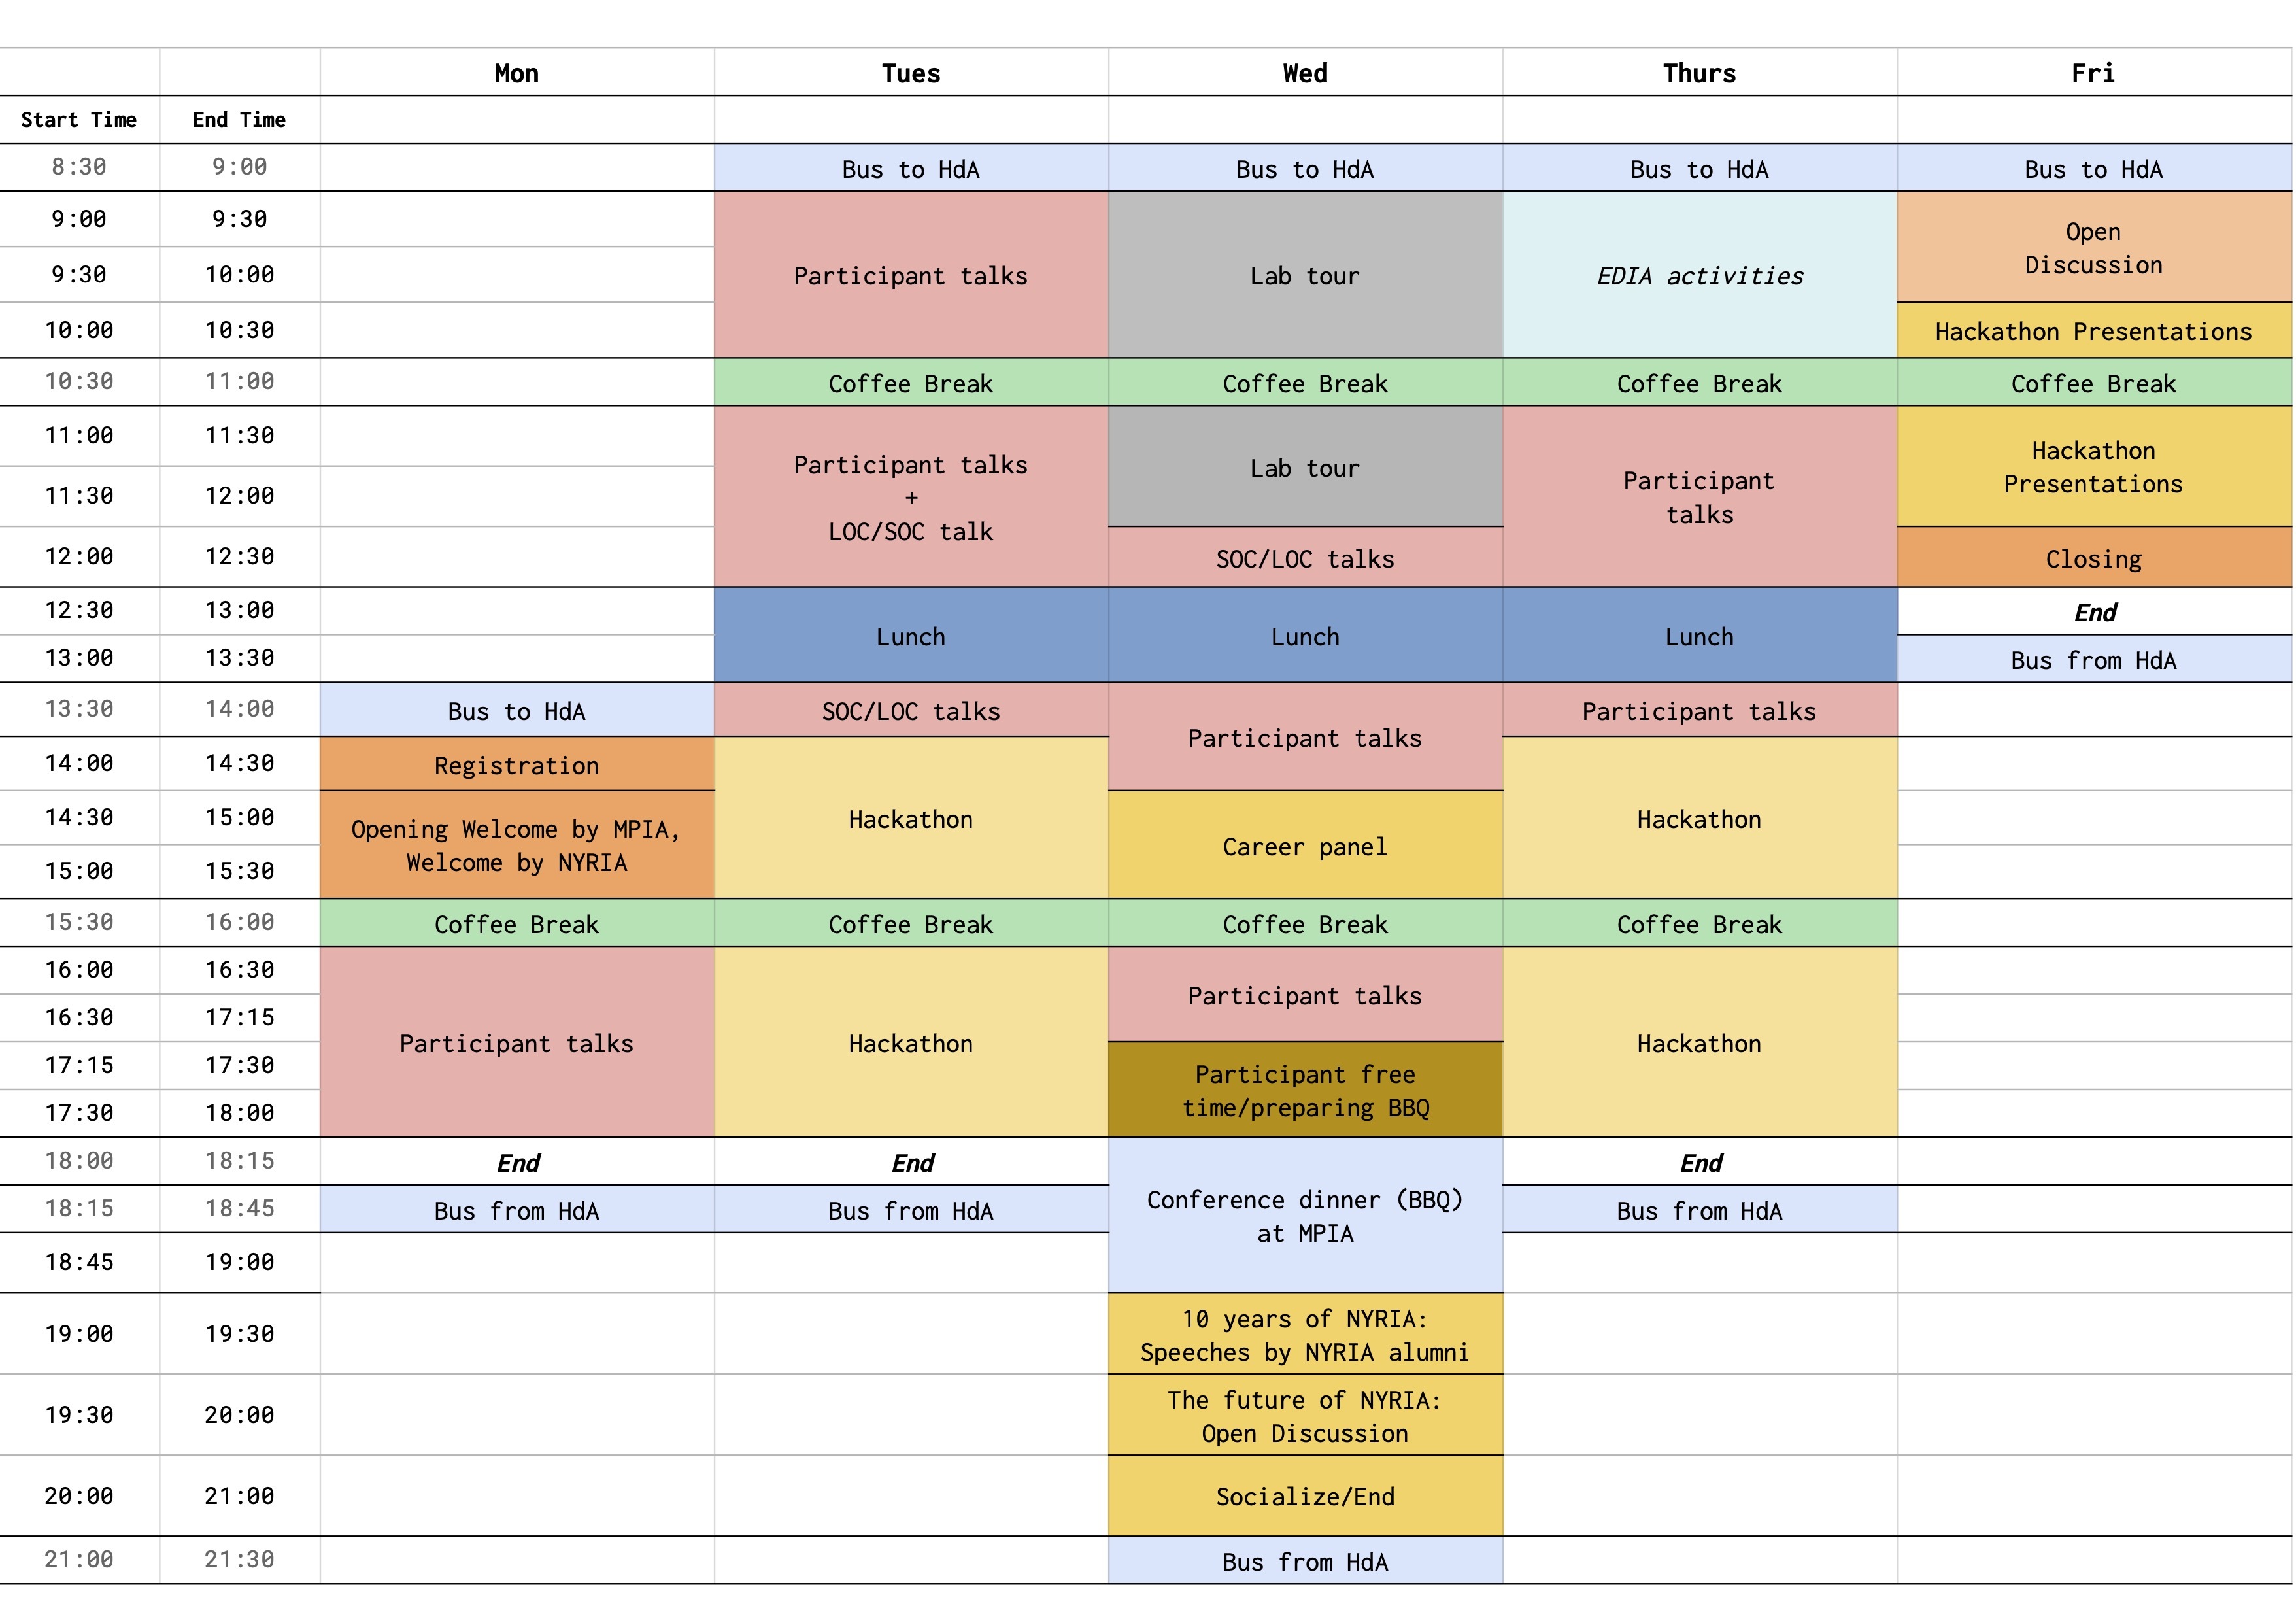 Mon Tues Wed Thurs Fri
Start Time End Time
8:30 9:00 Bus to HdA Bus to HdA Bus to HdA Bus to HdA
9:00 9:30 Open
9:30 10:00 Participant talks Lab tour EDIA activities Discussion
10:00 10:30 Hackathon Presentations
10:30 11:00 Coffee Break Coffee Break Coffee Break Coffee Break
11:00 11:30 Participant talks Lab tour Hackathon
11:30 12:00 + Participant Presentations
LOC/SOC talk talks
12:00 12:30 SOC/LOC talks Closing
12:30 13:00 End
Lunch Lunch Lunch
13:00 13:30 Bus from HdA
13:30 14:00 Bus to HdA SOC/LOC talks Participant talks
Participant talks
14:00 14:30 Registration
14:30 15:00 Opening Welcome by MPIA, Hackathon Hackathon
Welcome by NYRIA Career panel
15:00 15:30
15:30 16:00 Coffee Break Coffee Break Coffee Break Coffee Break
16:00 16:30 Participant talks
16:30 17:15 Participant talks Hackathon Hackathon
17:15 17:30 Participant free
17:30 18:00 time/preparing BBQ
18:00 18:15 End End End
18:15 18:45 Bus from HdA Bus from HdA Conference dinner (BBQ) Bus from HdA
at MPIA
18:45 19:00
19:00 19:30 10 years of NYRIA:
Speeches by NYRIA alumni
19:30 20:00 The future of NYRIA:
Open Discussion
20:00 21:00 Socialize/End
21:00 21:30 Bus from HdA